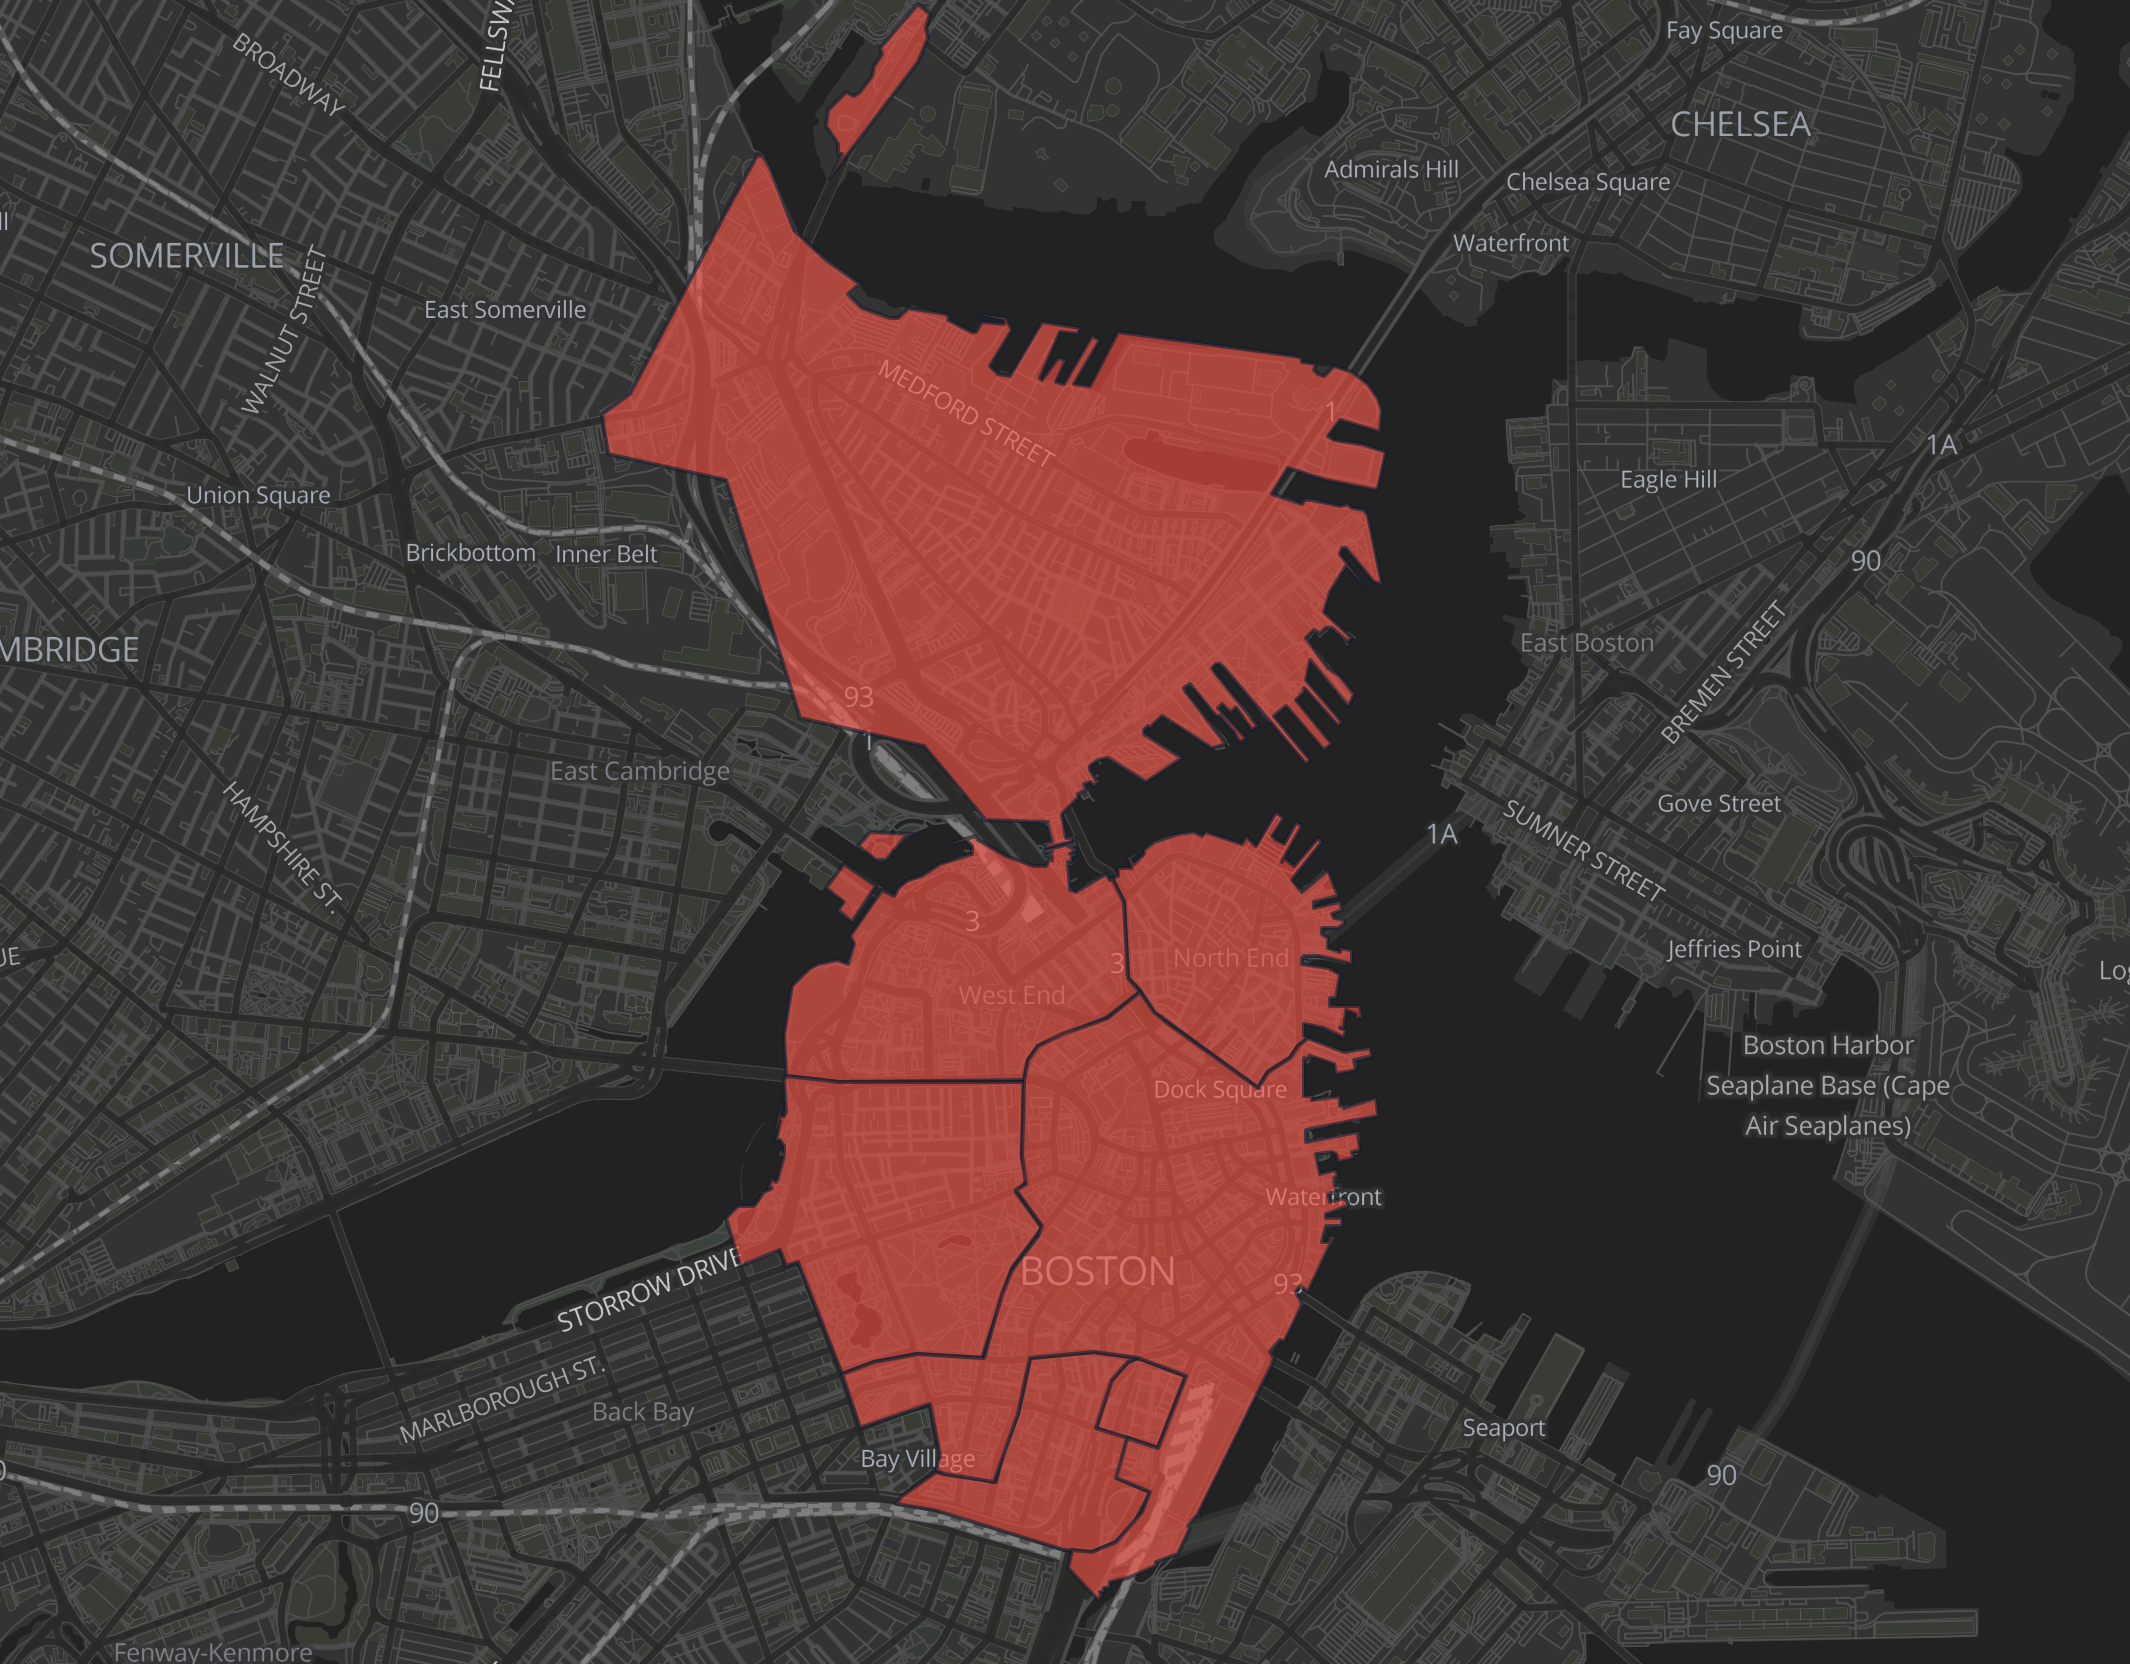 Fay Square
BROADWAY
CHELSEA
Admirals Hill
Chelsea Square
Waterfront
SOMERVILLE
East Somerville
WALNUT STREET
MEDFORD STREET
1
1A
Eagle Hill
Union Square
Brickbottom
Inner Belt
90
East Boston
MBRIDGE
BREMEN STREET
93
1
East Cambridge
Gove Street
HAMPSHIRE ST.
1A
SUMNER STREET
3
North End
3
Jeffries Point
UE
West End
Boston Harbor
Seaplane Base (Cape
Air Seaplanes)
Dock Square
Waterfront
BOSTON
93
STORROW DRIVE
MARLBOROUGH ST.
Back Bay
Seaport
Bay Village
90
90
Fenway-Kenmore